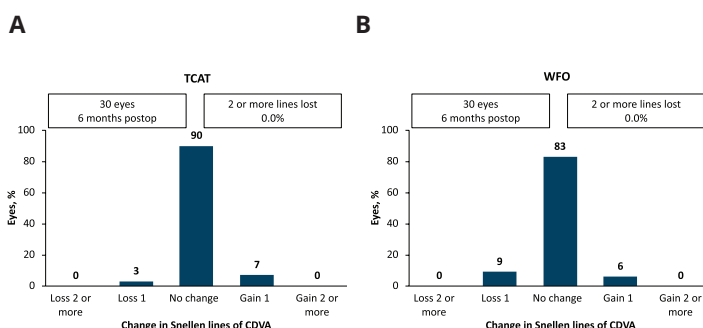 A
TCAT
30 eyes
6 months postop
2 or more lines lost
0.0%
Eyes, %
100
80
60
40
20
0
0
3
90
7
0
Loss 2 or
more
Loss 1
No change
Gain 1
Gain 2 or
more
Change in Snellen lines of CDVA
B
WFO
30 eyes
6 months postop
2 or more lines lost
0.0%
Eyes, %
100
80
60
40
20
0
0
9
83
6
0
Loss 2 or
more
Loss 1
No change
Gain 1
Gain 2 or
more
Change in Snellen lines of CDVA